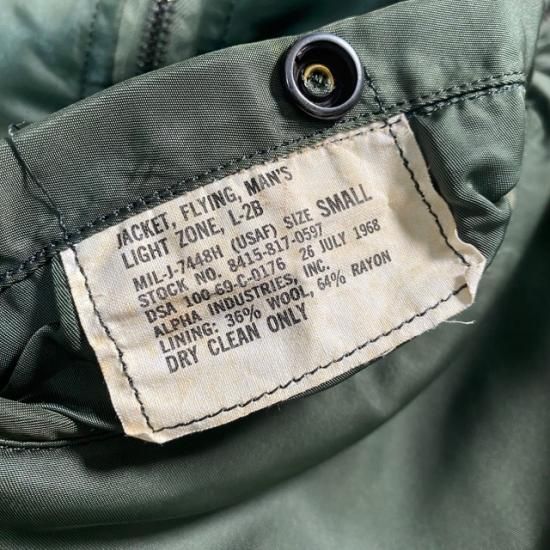 JACKET, FLYING, MAN'S
LIGHT ZONE, L-2B
MIL-J-7448H (USAF) SIZE SMALL
STOCK NO. 8415-817-0597
DSA 100-69-C-0176 26 JULY 1968
ALPHA INDUSTRIES, INC.
LINING: 36% WOOL, 64% RAYON
DRY CLEAN ONLY